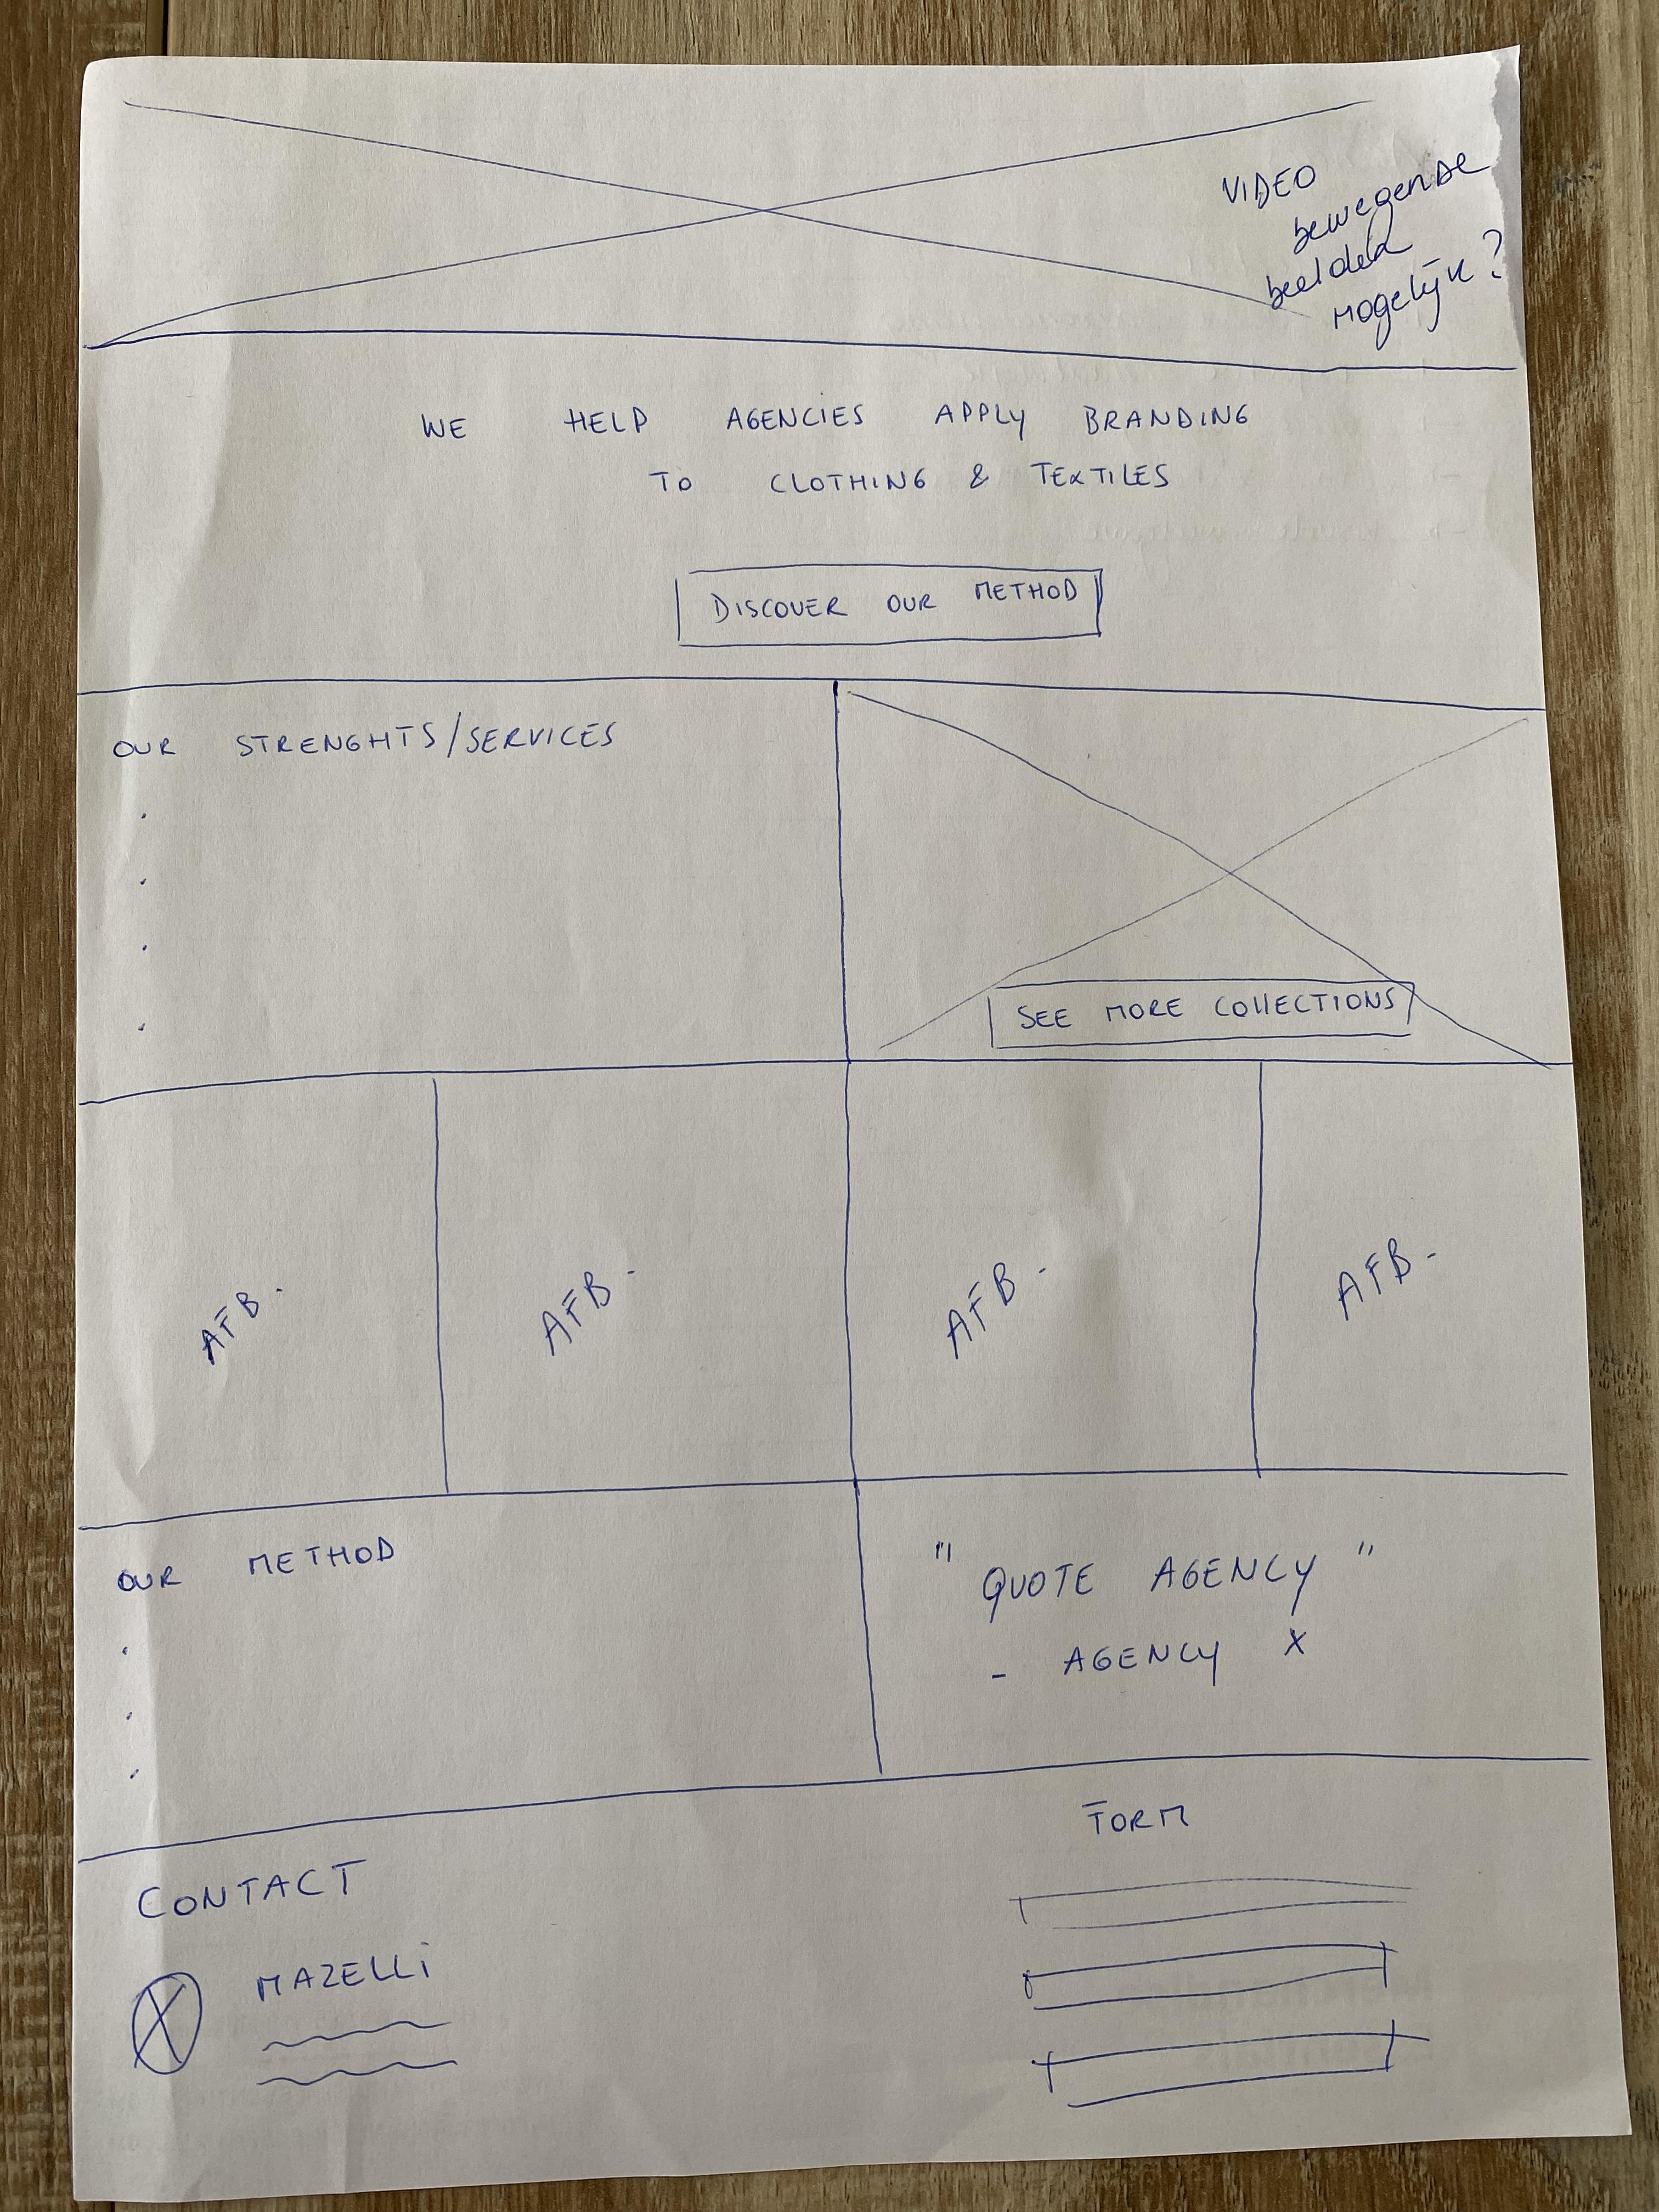 VIDEO
bewegende
beelden
mogelijk?
WE HELP AGENCIES APPLY BRANDING
TO CLOTHING & TEXTILES
DISCOVER OUR METHOD
OUR STRENGHTS/SERVICES
SEE MORE COLLECTIONS
AFB.
AFB.
AFB.
AFB.
OUR METHOD
"QUOTE AGENCY"
- AGENCY X
CONTACT
MAZELLi
FORM